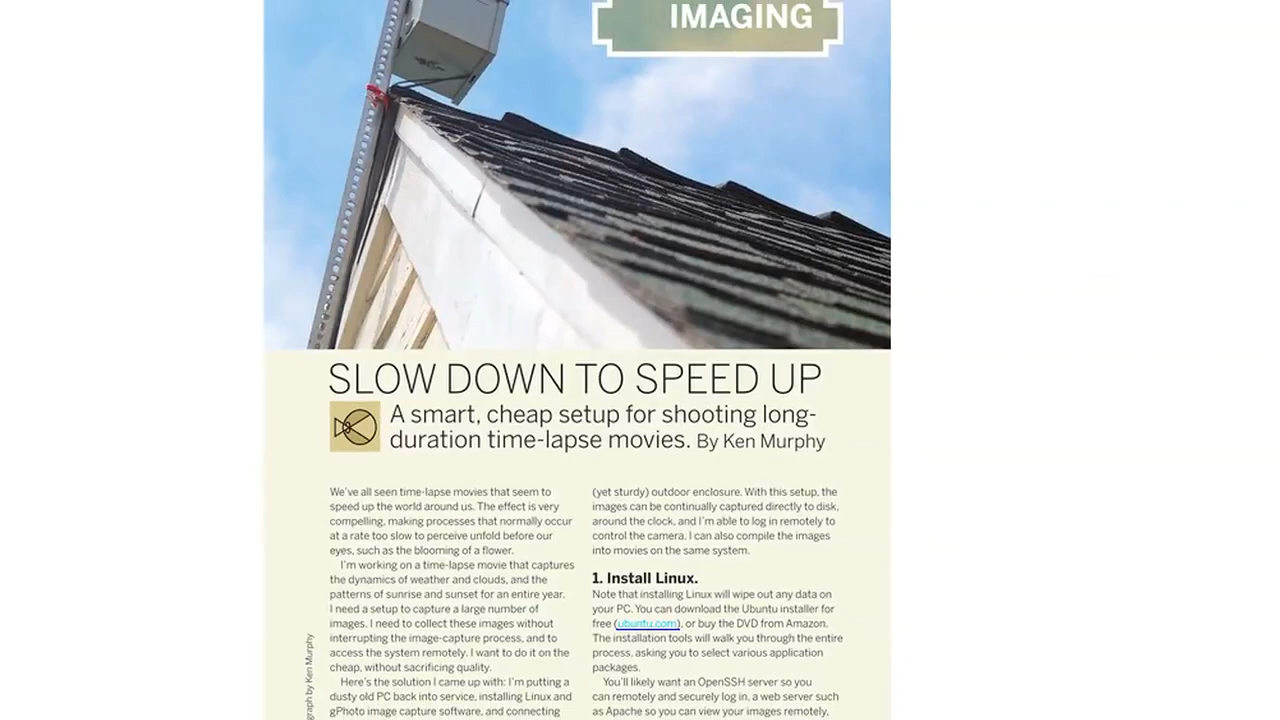 IMAGING
SLOW DOWN TO SPEED UP
A smart, cheap setup for shooting long-
duration time-lapse movies. By Ken Murphy
We've all seen time-lapse movies that seem to
speed up the world around us. The effect is very
compelling, making processes that normally occur
at a rate too slow to perceive unfold before our
eyes, such as the blooming of a flower.
I'm working on a time-lapse movie that captures
the dynamics of weather and clouds, and the
patterns of sunrise and sunset for an entire year.
I need a setup to capture a large number of
images. I need to collect these images without
interrupting the image-capture process, and to
access the system remotely. I want to do it on the
cheap, without sacrificing quality.
Here's the solution I came up with: I'm putting a
dusty old PC back into service, installing Linux and
gPhoto image capture software, and connecting
(yet sturdy) outdoor enclosure. With this setup, the
images can be continually captured directly to disk,
around the clock, and I'm able to log in remotely to
control the camera. I can also compile the images
into movies on the same system.
1. Install Linux.
Note that installing Linux will wipe out any data on
your PC. You can download the Ubuntu installer for
free (ubuntu.com), or buy the DVD from Amazon.
The installation tools will walk you through the entire
process, asking you to select various application
packages.
You'll likely want an OpenSSH server so you
can remotely and securely log in, a web server such
as Apache so you can view your images remotely,
graph by Ken Murphy